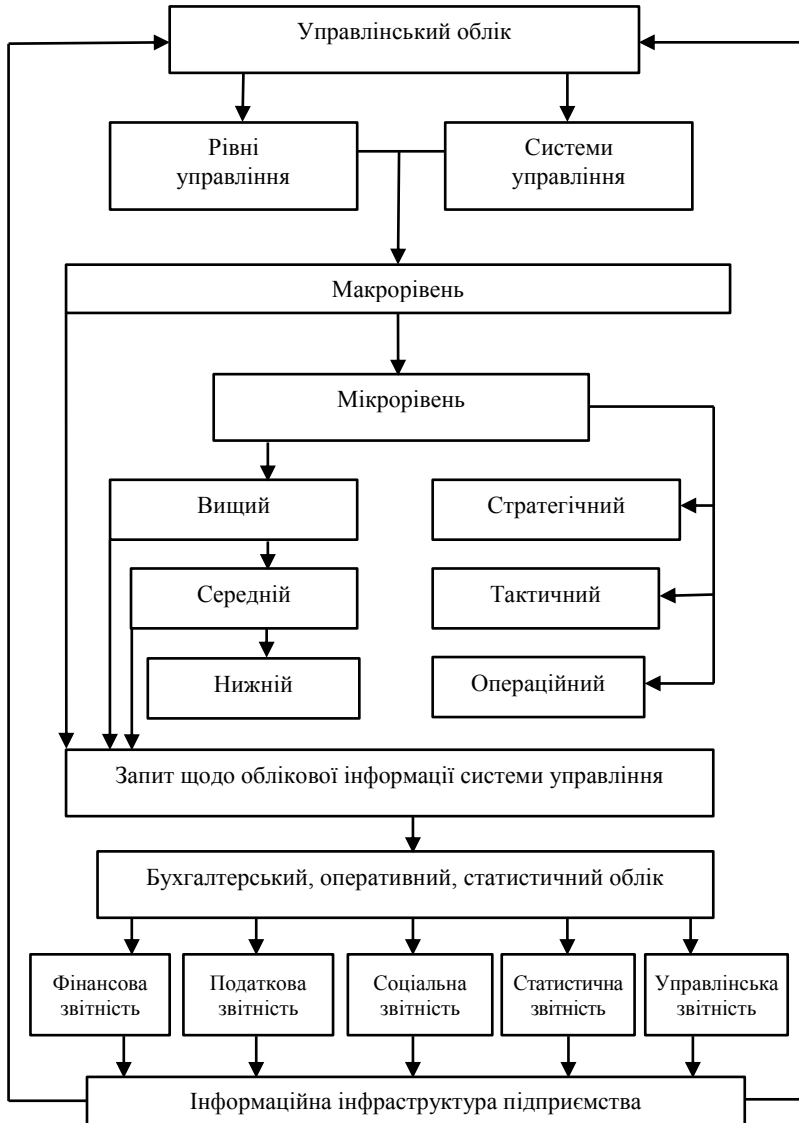 Управлінський облік
Рівні
управління
Системи
управління
Макрорівень
Мікрорівень
Вищий
Стратегічний
Середній
Тактичний
Нижній
Операційний
Запит щодо облікової інформації системи управління
Бухгалтерський, оперативний, статистичний облік
Фінансова
звітність
Податкова
звітність
Соціальна
звітність
Статистична
звітність
Управлінська
звітність
Інформаційна інфраструктура підприємства